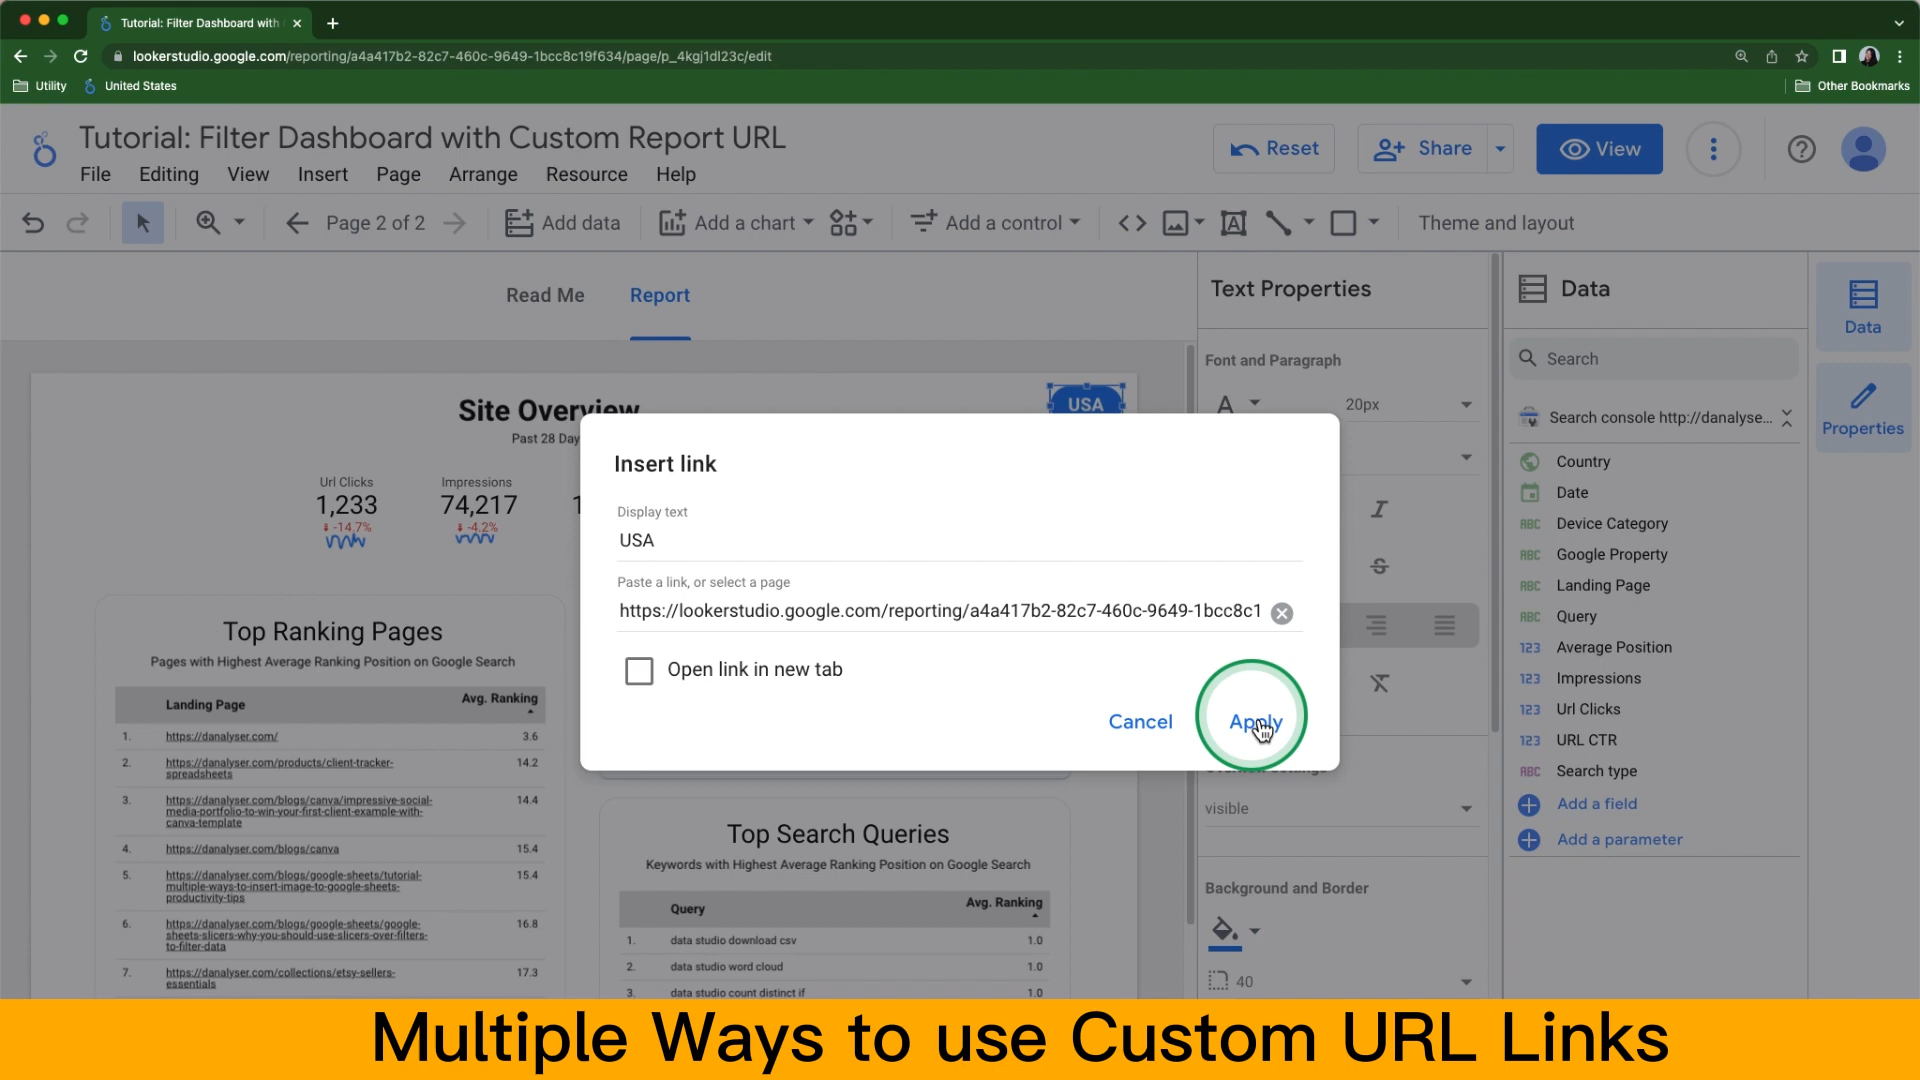 Tutorial: Filter Dashboard with
lookerstudio.google.com/reporting/a4a417b2-82c7-460c-9649-1bcc8c19f634/page/p_4kgj1dl23c/edit
Utility
United States
Other Bookmarks
Tutorial: Filter Dashboard with Custom Report URL
File Editing View Insert Page Arrange Resource Help
Reset
Share
View
Page 2 of 2
Add data
Add a chart
Add a control
Theme and layout
Read Me
Report
Site Overview
Past 28 Day
USA
Url Clicks
1,233
-14.7%
Impressions
74,217
-4.2%
1
Top Ranking Pages
Pages with Highest Average Ranking Position on Google Search
Landing Page Avg. Ranking
1. https://danalyser.com/ 3.6
2. https://danalyser.com/products/client-tracker-
spreadsheets 14.2
3. https://danalyser.com/blogs/canva/impressive-social-
media-portfolio-to-win-your-first-client-example-with-
canva-template 14.4
4. https://danalyser.com/blogs/canva 15.4
5. https://danalyser.com/blogs/google-sheets/tutorial-
multiple-ways-to-insert-image-to-google-sheets-
productivity-tips 15.4
6. https://danalyser.com/blogs/google-sheets/google-
sheets-slicers-why-you-should-use-slicers-over-filters-
to-filter-data 16.8
7. https://danalyser.com/collections/etsy-sellers-
essentials 17.3
Insert link
Display text
USA
Paste a link, or select a page
https://lookerstudio.google.com/reporting/a4a417b2-82c7-460c-9649-1bcc8c1
Open link in new tab
Cancel
Apply
Top Search Queries
Keywords with Highest Average Ranking Position on Google Search
Query Avg. Ranking
1. data studio download csv 1.0
2. data studio word cloud 1.0
3. data studio count distinct if 1.0
Text Properties
Font and Paragraph
20px
visible
Background and Border
40
Data
Search
Search console http://danalyse...
Country
Date
ABC Device Category
ABC Google Property
ABC Landing Page
ABC Query
123 Average Position
123 Impressions
123 Url Clicks
123 URL CTR
ABC Search type
Add a field
Add a parameter
Data
Properties
Multiple Ways to use Custom URL Links